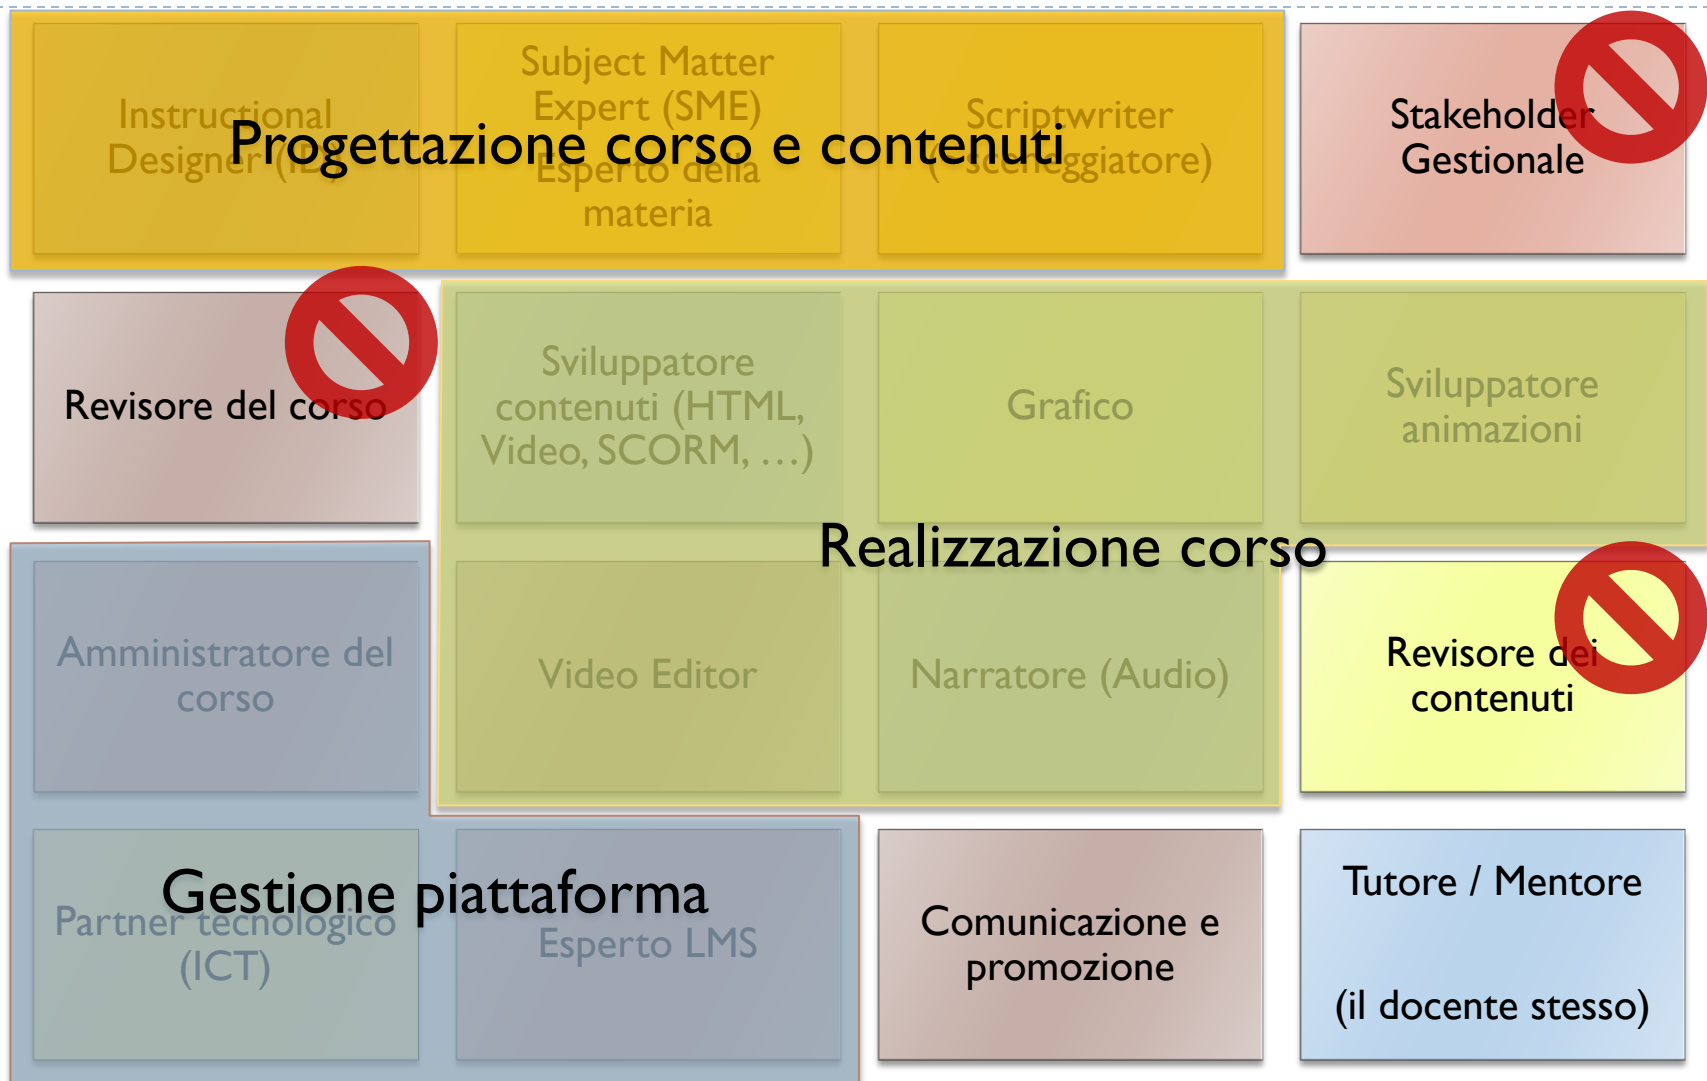 Instructional
Designer (ID)
Subject Matter
Expert (SME)
Esperto della
materia
Scriptwriter
sceneggiatore)
Progettazione corso e contenuti
Stakeholder
Gestionale
Revisore del corso
Sviluppatore
contenuti (HTML,
Video, SCORM, …)
Grafico
Sviluppatore
animazioni
Realizzazione corso
Amministratore del
corso
Video Editor
Narratore (Audio)
Revisore dei
contenuti
Gestione piattaforma
Partner tecnologico
(ICT)
Esperto LMS
Comunicazione e
promozione
Tutore / Mentore
(il docente stesso)